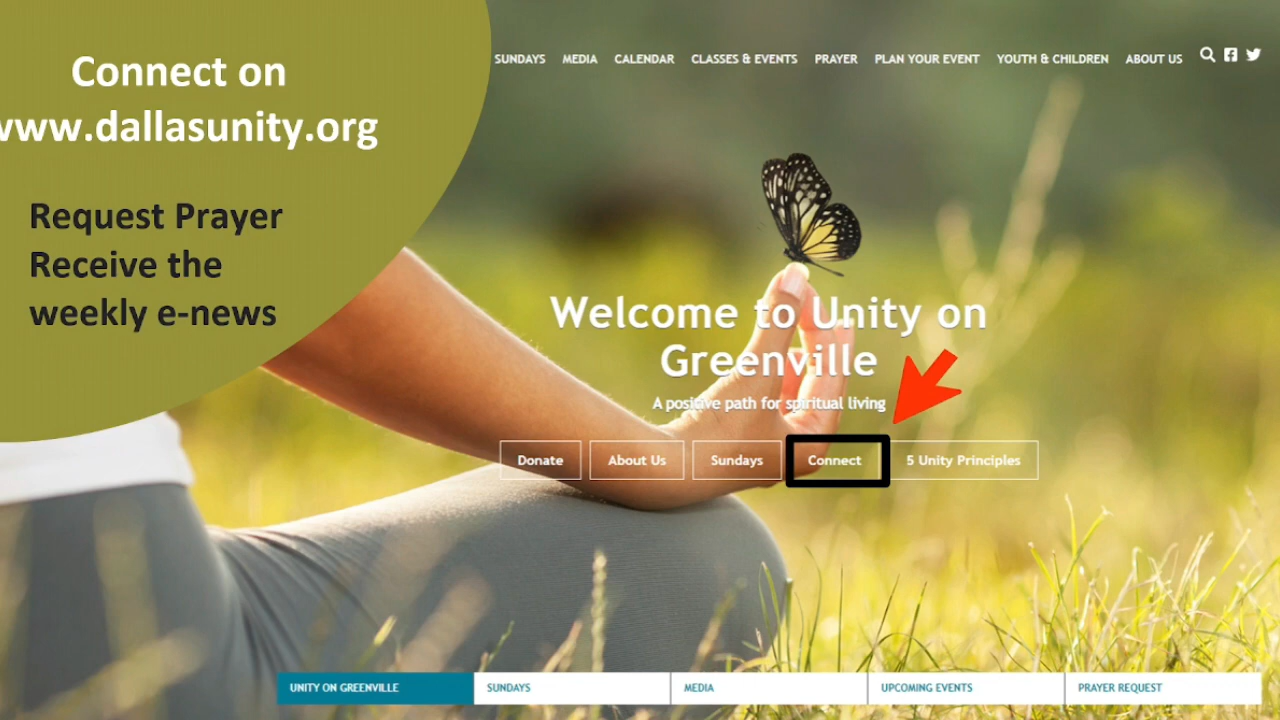 Connect on
www.dallasunity.org
Request Prayer
Receive the
weekly e-news
SUNDAYS MEDIA CALENDAR CLASSES & EVENTS PRAYER PLAN YOUR EVENT YOUTH & CHILDREN ABOUT US
Welcome to Unity on
Greenville
A positive path for spiritual living
Donate About Us Sundays Connect 5 Unity Principles
UNITY ON GREENVILLE SUNDAYS MEDIA UPCOMING EVENTS PRAYER REQUEST